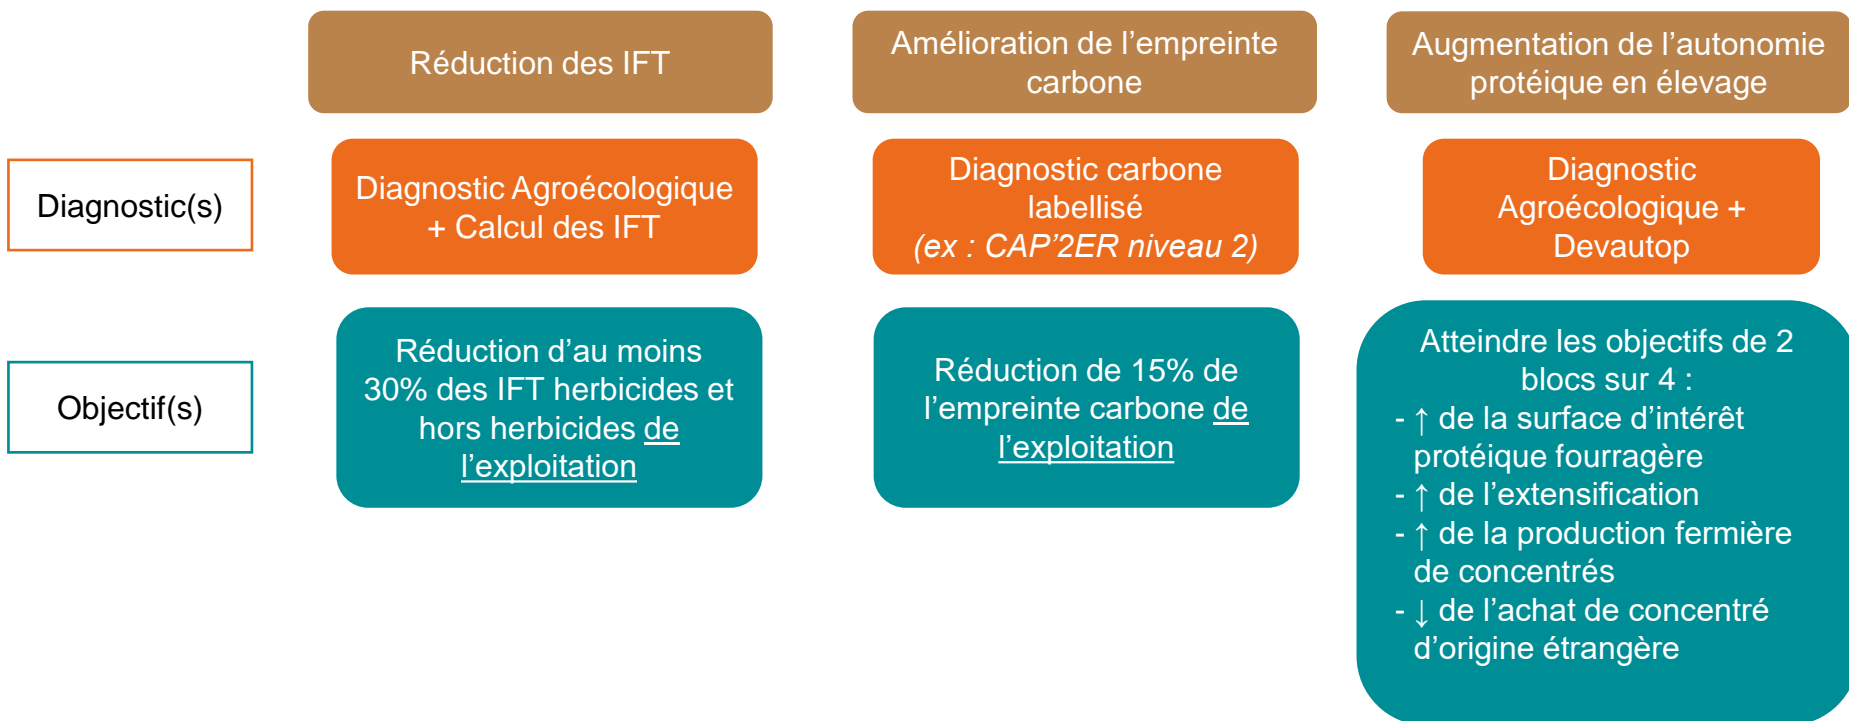 Réduction des IFT
Amélioration de l’empreinte
carbone
Augmentation de l’autonomie
protéique en élevage
Diagnostic(s)
Diagnostic Agroécologique
+ Calcul des IFT
Diagnostic carbone
labellisé
(ex : CAP’2ER niveau 2)
Diagnostic
Agroécologique +
Devautop
Objectif(s)
Réduction d’au moins
30% des IFT herbicides et
hors herbicides de
l’exploitation
Réduction de 15% de
l’empreinte carbone de
l’exploitation
Atteindre les objectifs de 2
blocs sur 4 :
- ↑ de la surface d’intérêt
protéique fourragère
- ↑ de l’extensification
- ↑ de la production fermière
de concentrés
- ↓ de l’achat de concentré
d’origine étrangère